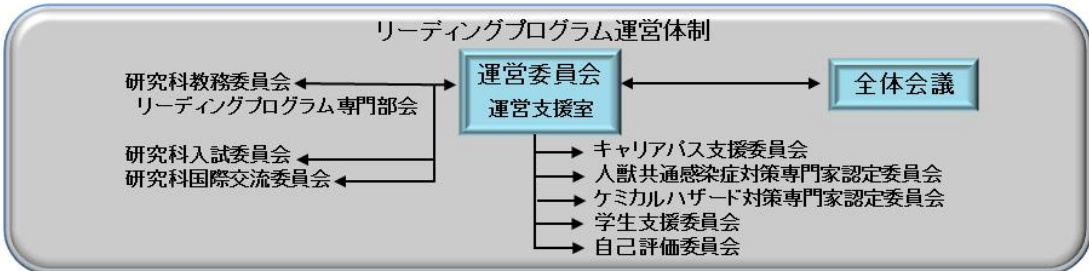 リーディングプログラム運営体制
研究科教務委員会
リーディングプログラム専門部会
研究科入試委員会
研究科国際交流委員会
運営委員会
運営支援室
全体会議
キャリアパス支援委員会
人獣共通感染症対策専門家認定委員会
ケミカルハザード対策専門家認定委員会
学生支援委員会
自己評価委員会